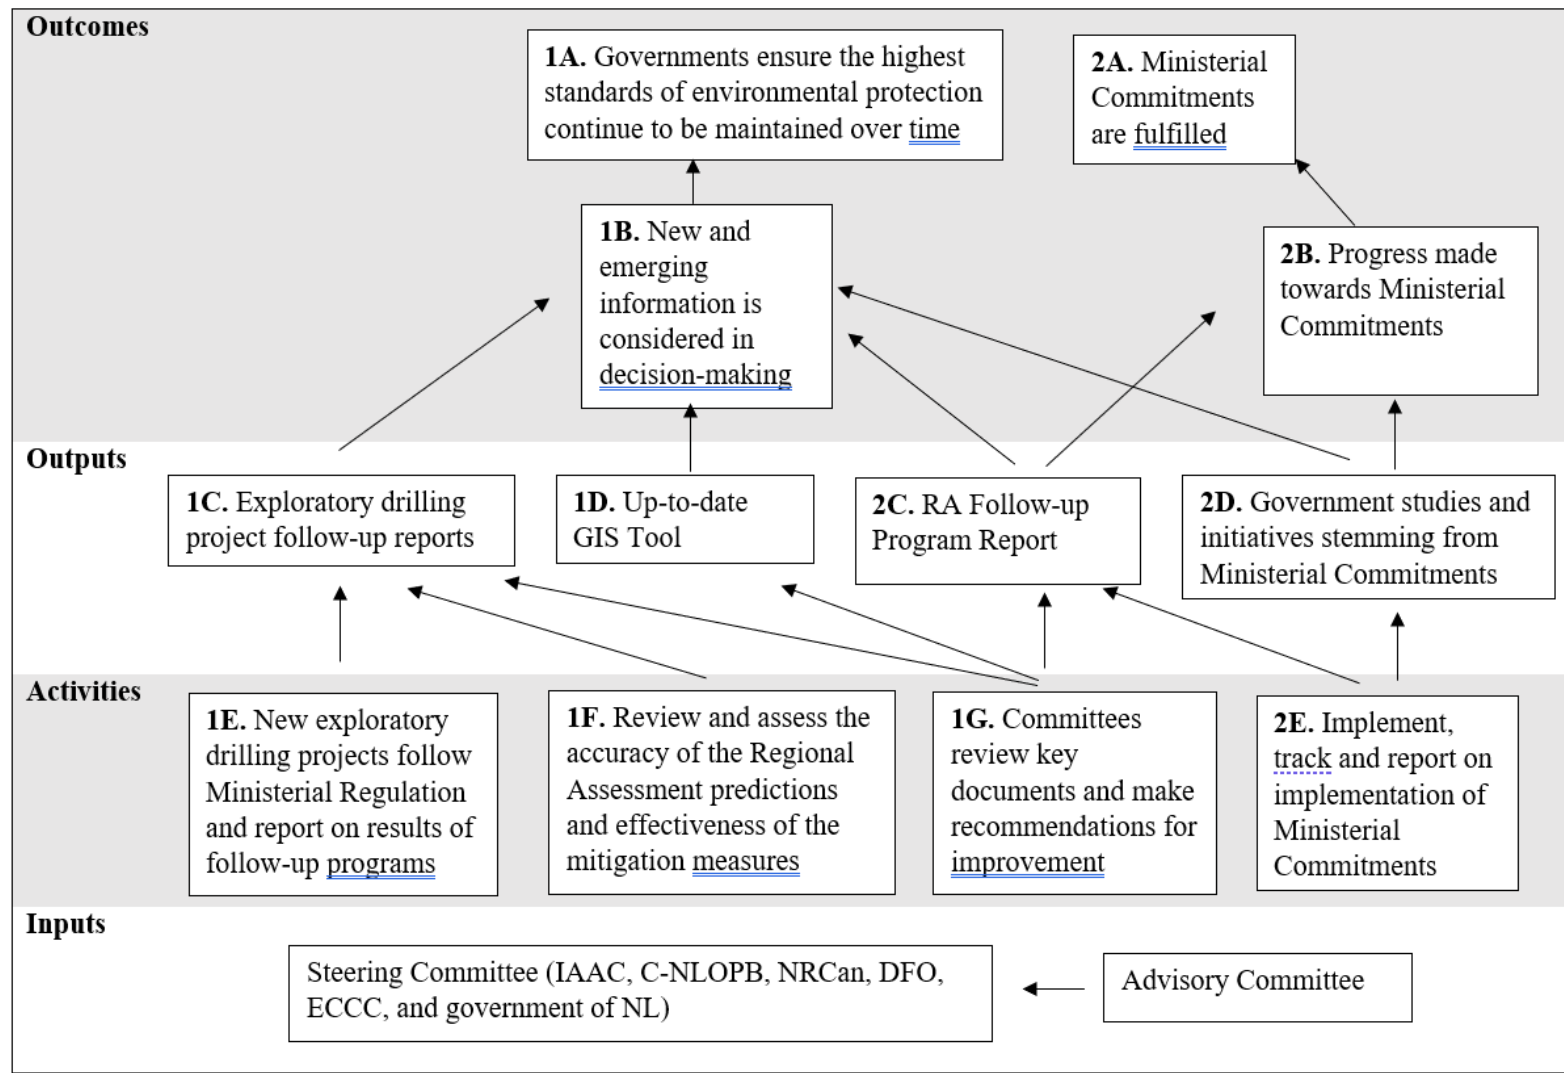 Outcomes
1A. Governments ensure the highest
standards of environmental protection
continue to be maintained over time
2A. Ministerial
Commitments
are fulfilled
1B. New and
emerging
information is
considered in
decision-making
2B. Progress made
towards Ministerial
Commitments
Outputs
1C. Exploratory drilling
project follow-up reports
1D. Up-to-date
GIS Tool
2C. RA Follow-up
Program Report
2D. Government studies and
initiatives stemming from
Ministerial Commitments
Activities
1E. New exploratory
drilling projects follow
Ministerial Regulation
and report on results of
follow-up programs
1F. Review and assess the
accuracy of the Regional
Assessment predictions
and effectiveness of the
mitigation measures
1G. Committees
review key
documents and make
recommendations for
improvement
2E. Implement,
track and report on
implementation of
Ministerial
Commitments
Inputs
Steering Committee (IAAC, C-NLOPB, NRCan, DFO,
ECCC, and government of NL)
Advisory Committee